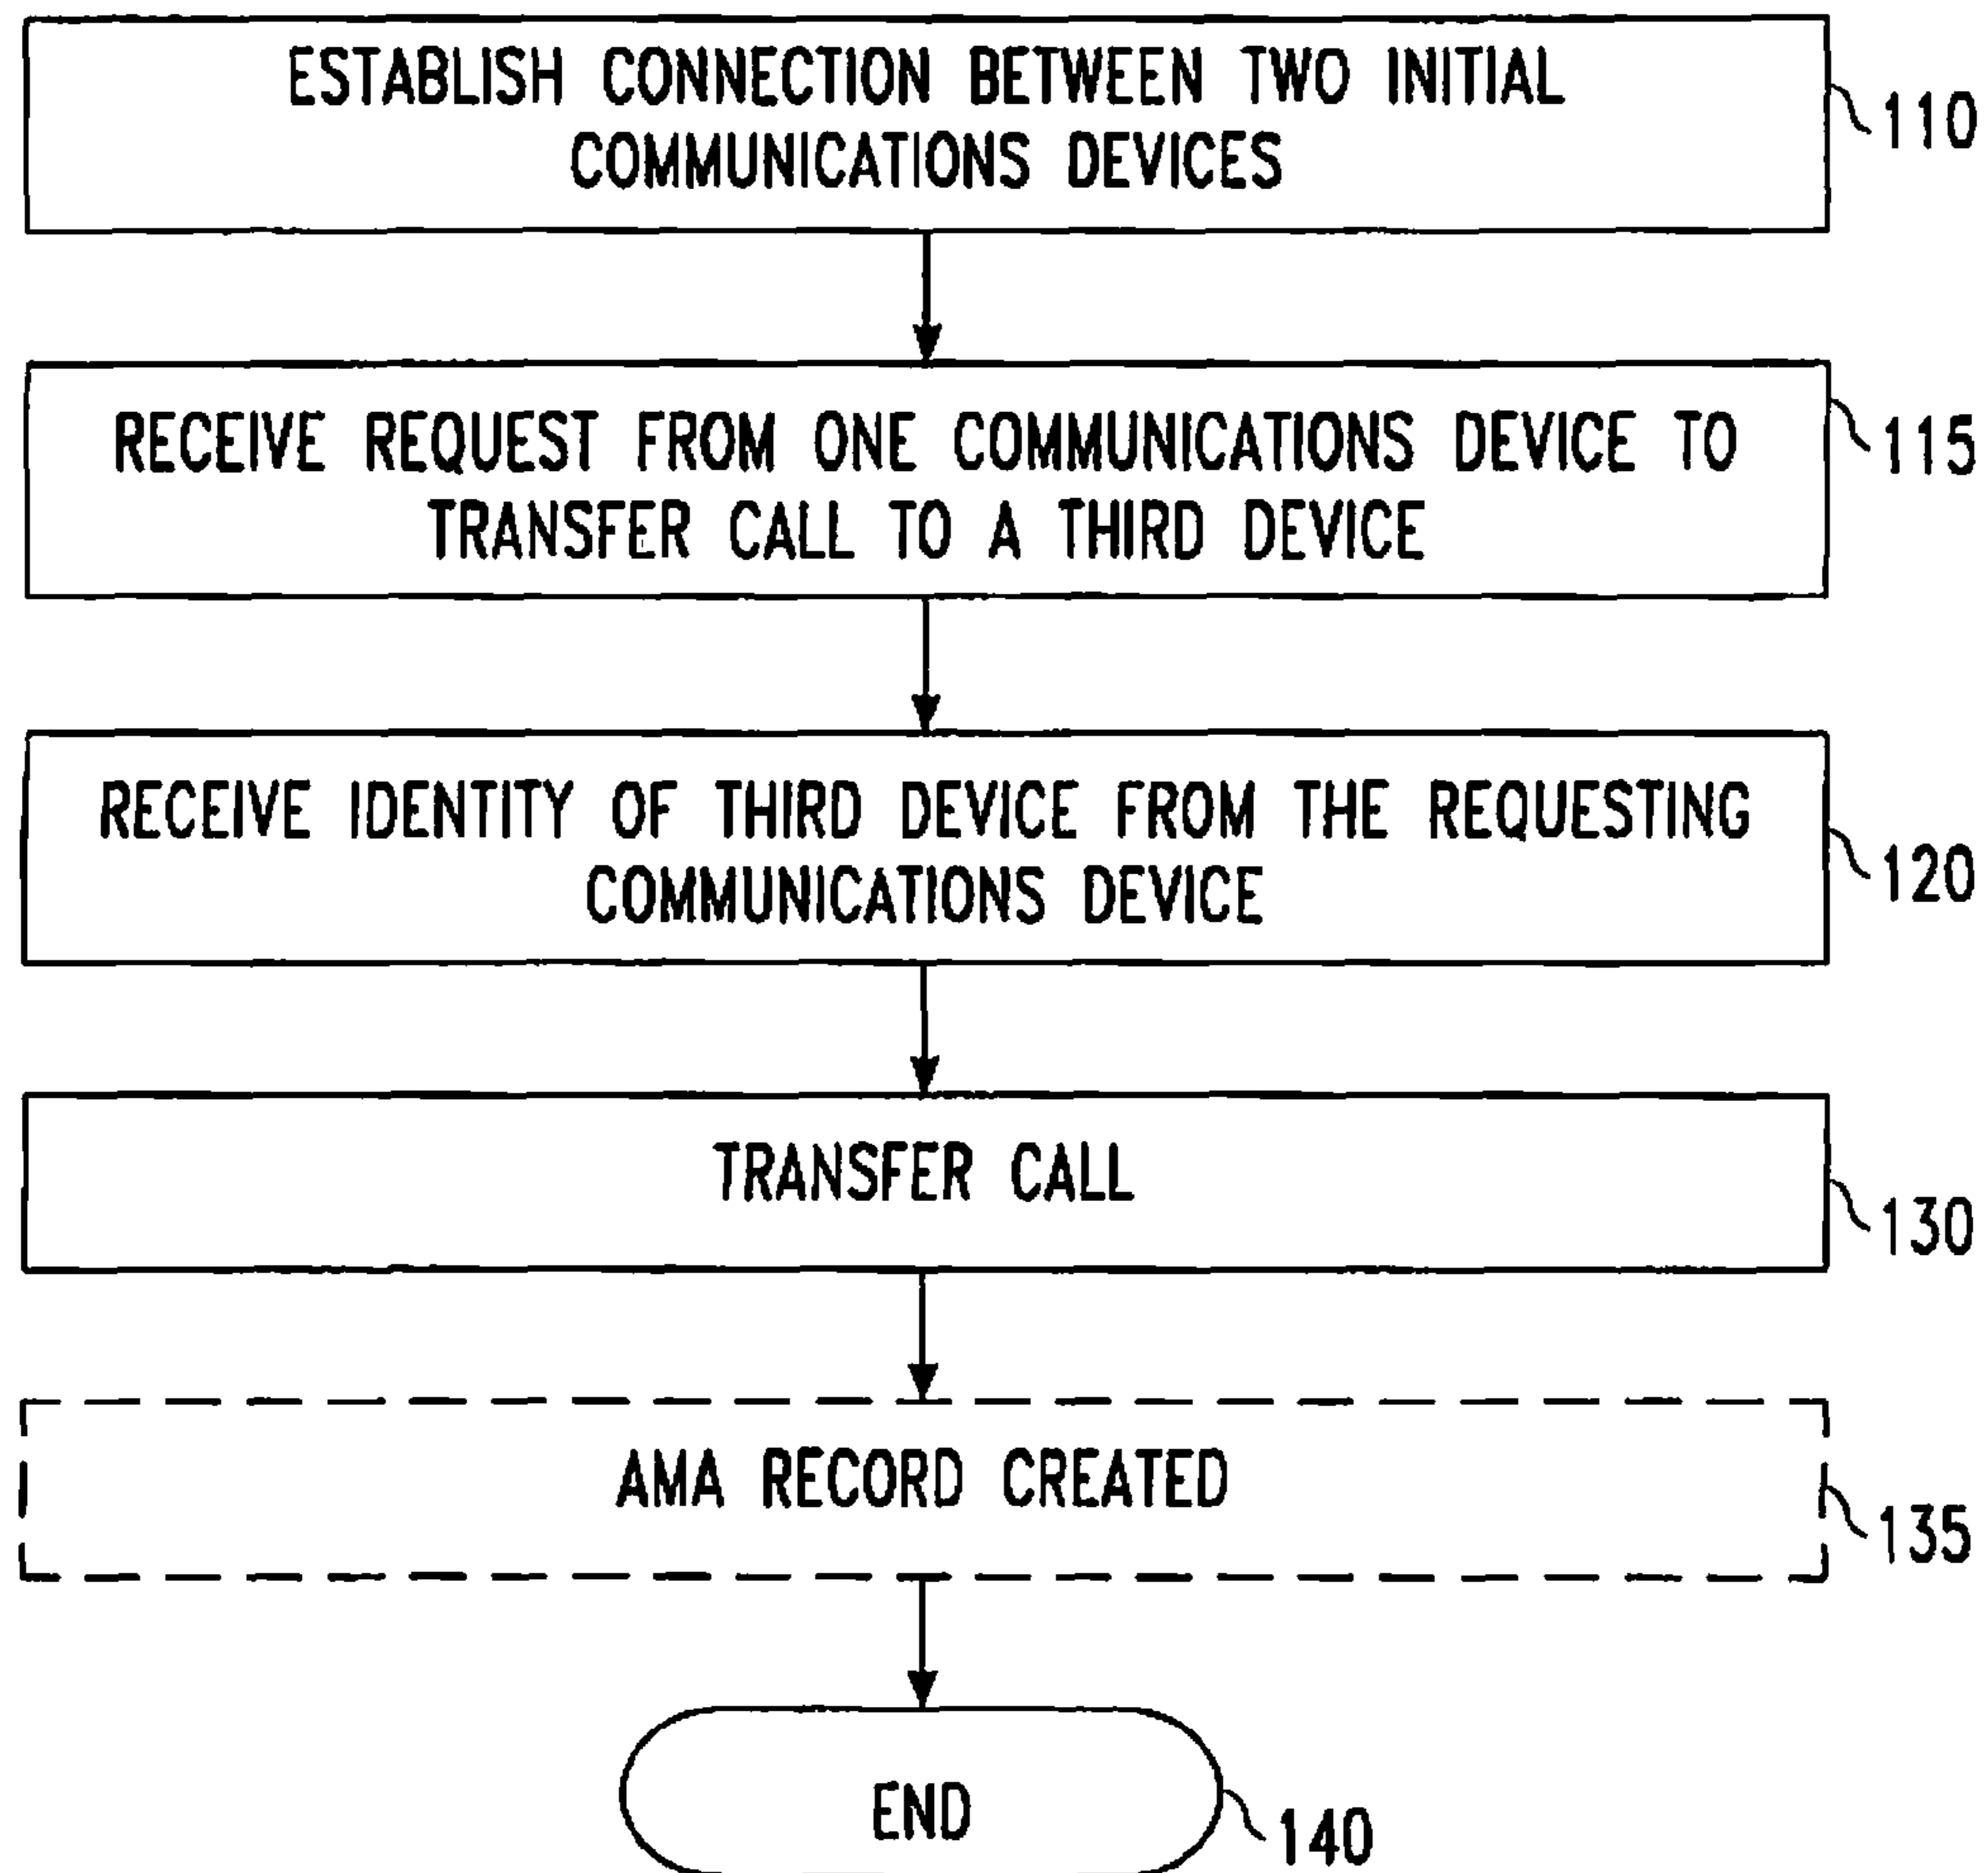 ESTABLISH CONNECTION BETWEEN TWO INITIAL
COMMUNICATIONS DEVICES
110
RECEIVE REQUEST FROM ONE COMMUNICATIONS DEVICE TO
TRANSFER CALL TO A THIRD DEVICE
115
RECEIVE IDENTITY OF THIRD DEVICE FROM THE REQUESTING
COMMUNICATIONS DEVICE
120
TRANSFER CALL
130
AMA RECORD CREATED
135
END
140